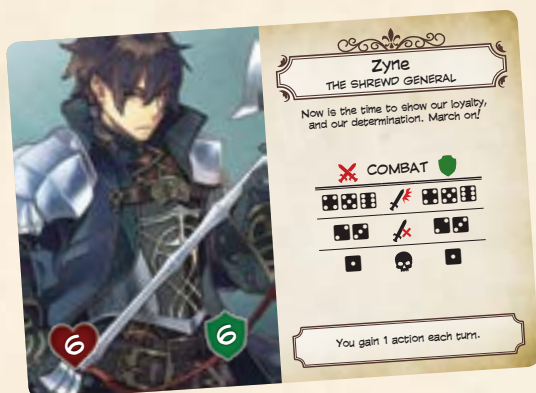 Zyne
THE SHREWD GENERAL
Now is the time to show our loyalty,
and our determination. March on!
COMBAT
6
6
You gain 1 action each turn.